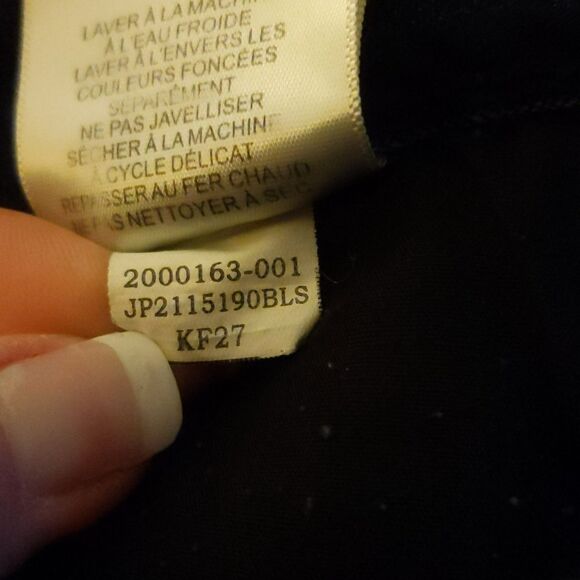 LAVER À LA MACHIN
À L'EAU FROIDE
LAVER À L'ENVERS LES
COULEURS FONCÉES
SÉPARÉMENT
NE PAS JAVELLISER
SÉCHER À LA MACHINE
À CYCLE DÉLICAT
REPASSER AU FER CHAUD
NE PAS NETTOYER À SEC
2000163-001
JP2115190BLS
KF27